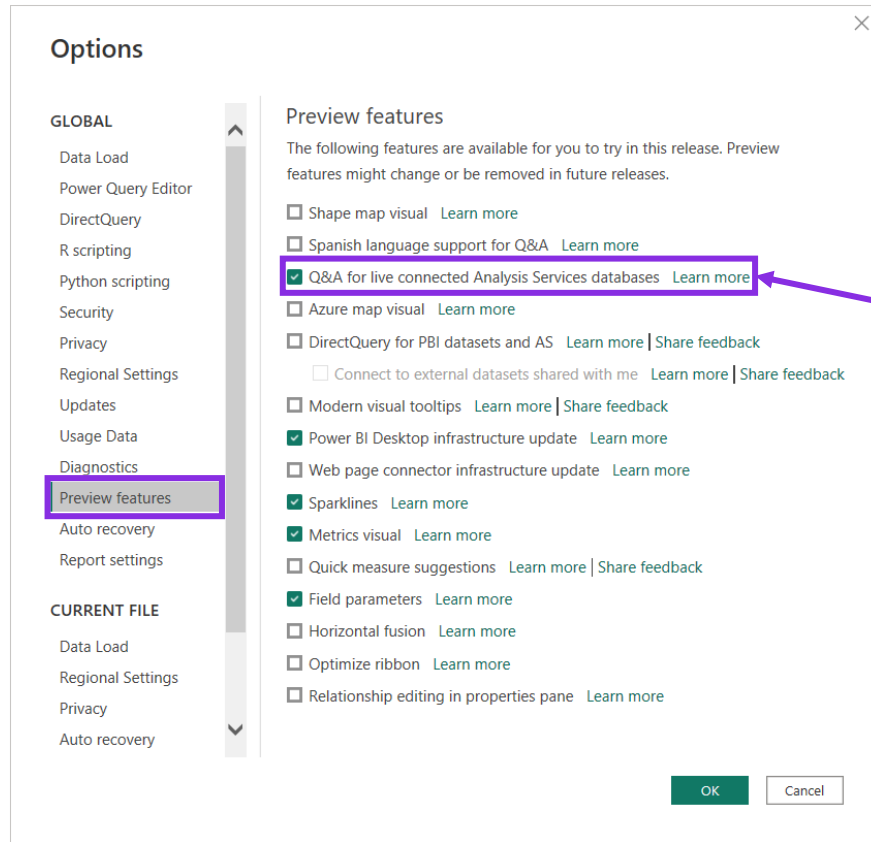 Options
GLOBAL
Data Load
Power Query Editor
DirectQuery
R scripting
Python scripting
Security
Privacy
Regional Settings
Updates
Usage Data
Diagnostics
Preview features
Auto recovery
Report settings
CURRENT FILE
Data Load
Regional Settings
Privacy
Auto recovery
Preview features
The following features are available for you to try in this release. Preview
features might change or be removed in future releases.
Shape map visual Learn more
Spanish language support for Q&A Learn more
Q&A for live connected Analysis Services databases Learn more
Azure map visual Learn more
DirectQuery for PBI datasets and AS Learn more | Share feedback
Connect to external datasets shared with me Learn more | Share feedback
Modern visual tooltips Learn more | Share feedback
Power BI Desktop infrastructure update Learn more
Web page connector infrastructure update Learn more
Sparklines Learn more
Metrics visual Learn more
Quick measure suggestions Learn more | Share feedback
Field parameters Learn more
Horizontal fusion Learn more
Optimize ribbon Learn more
Relationship editing in properties pane Learn more
OK Cancel